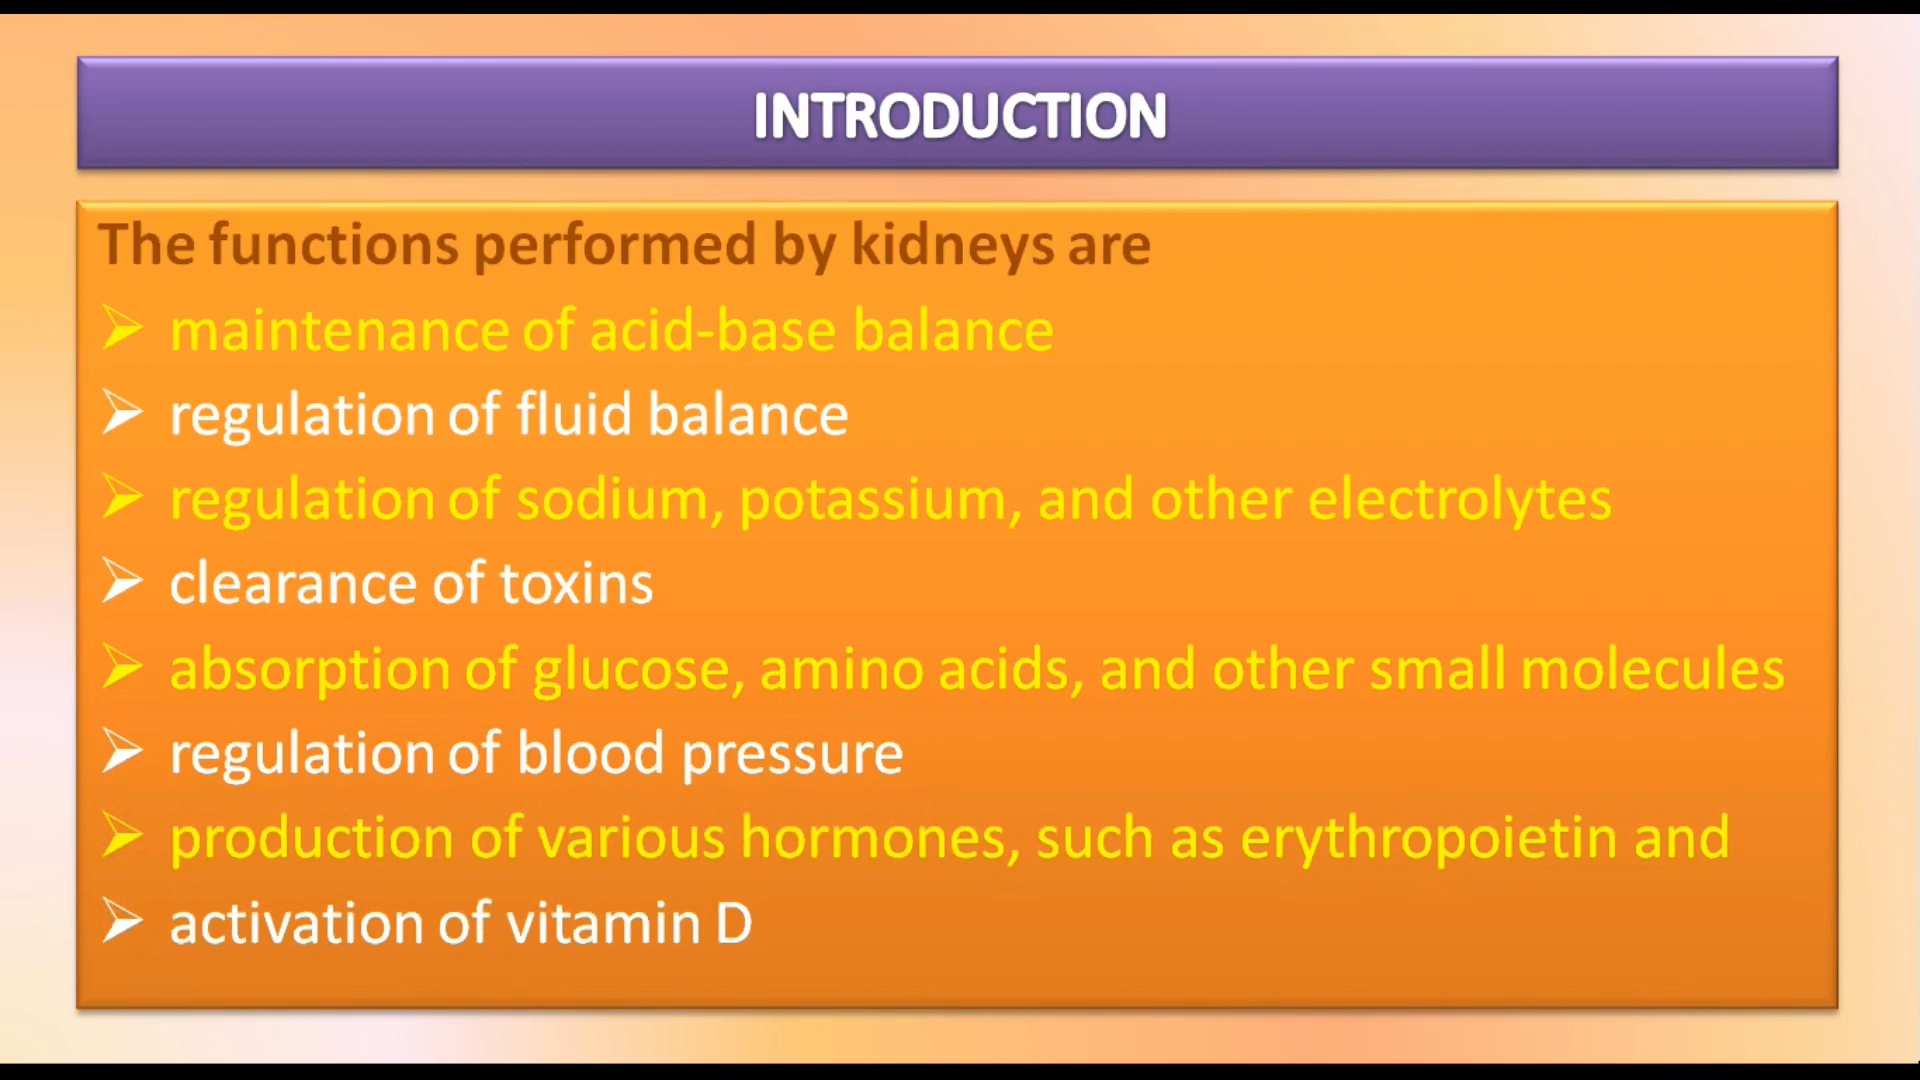 INTRODUCTION
The functions performed by kidneys are
➢ maintenance of acid-base balance
➢ regulation of fluid balance
➢ regulation of sodium, potassium, and other electrolytes
➢ clearance of toxins
➢ absorption of glucose, amino acids, and other small molecules
➢ regulation of blood pressure
➢ production of various hormones, such as erythropoietin and
➢ activation of vitamin D